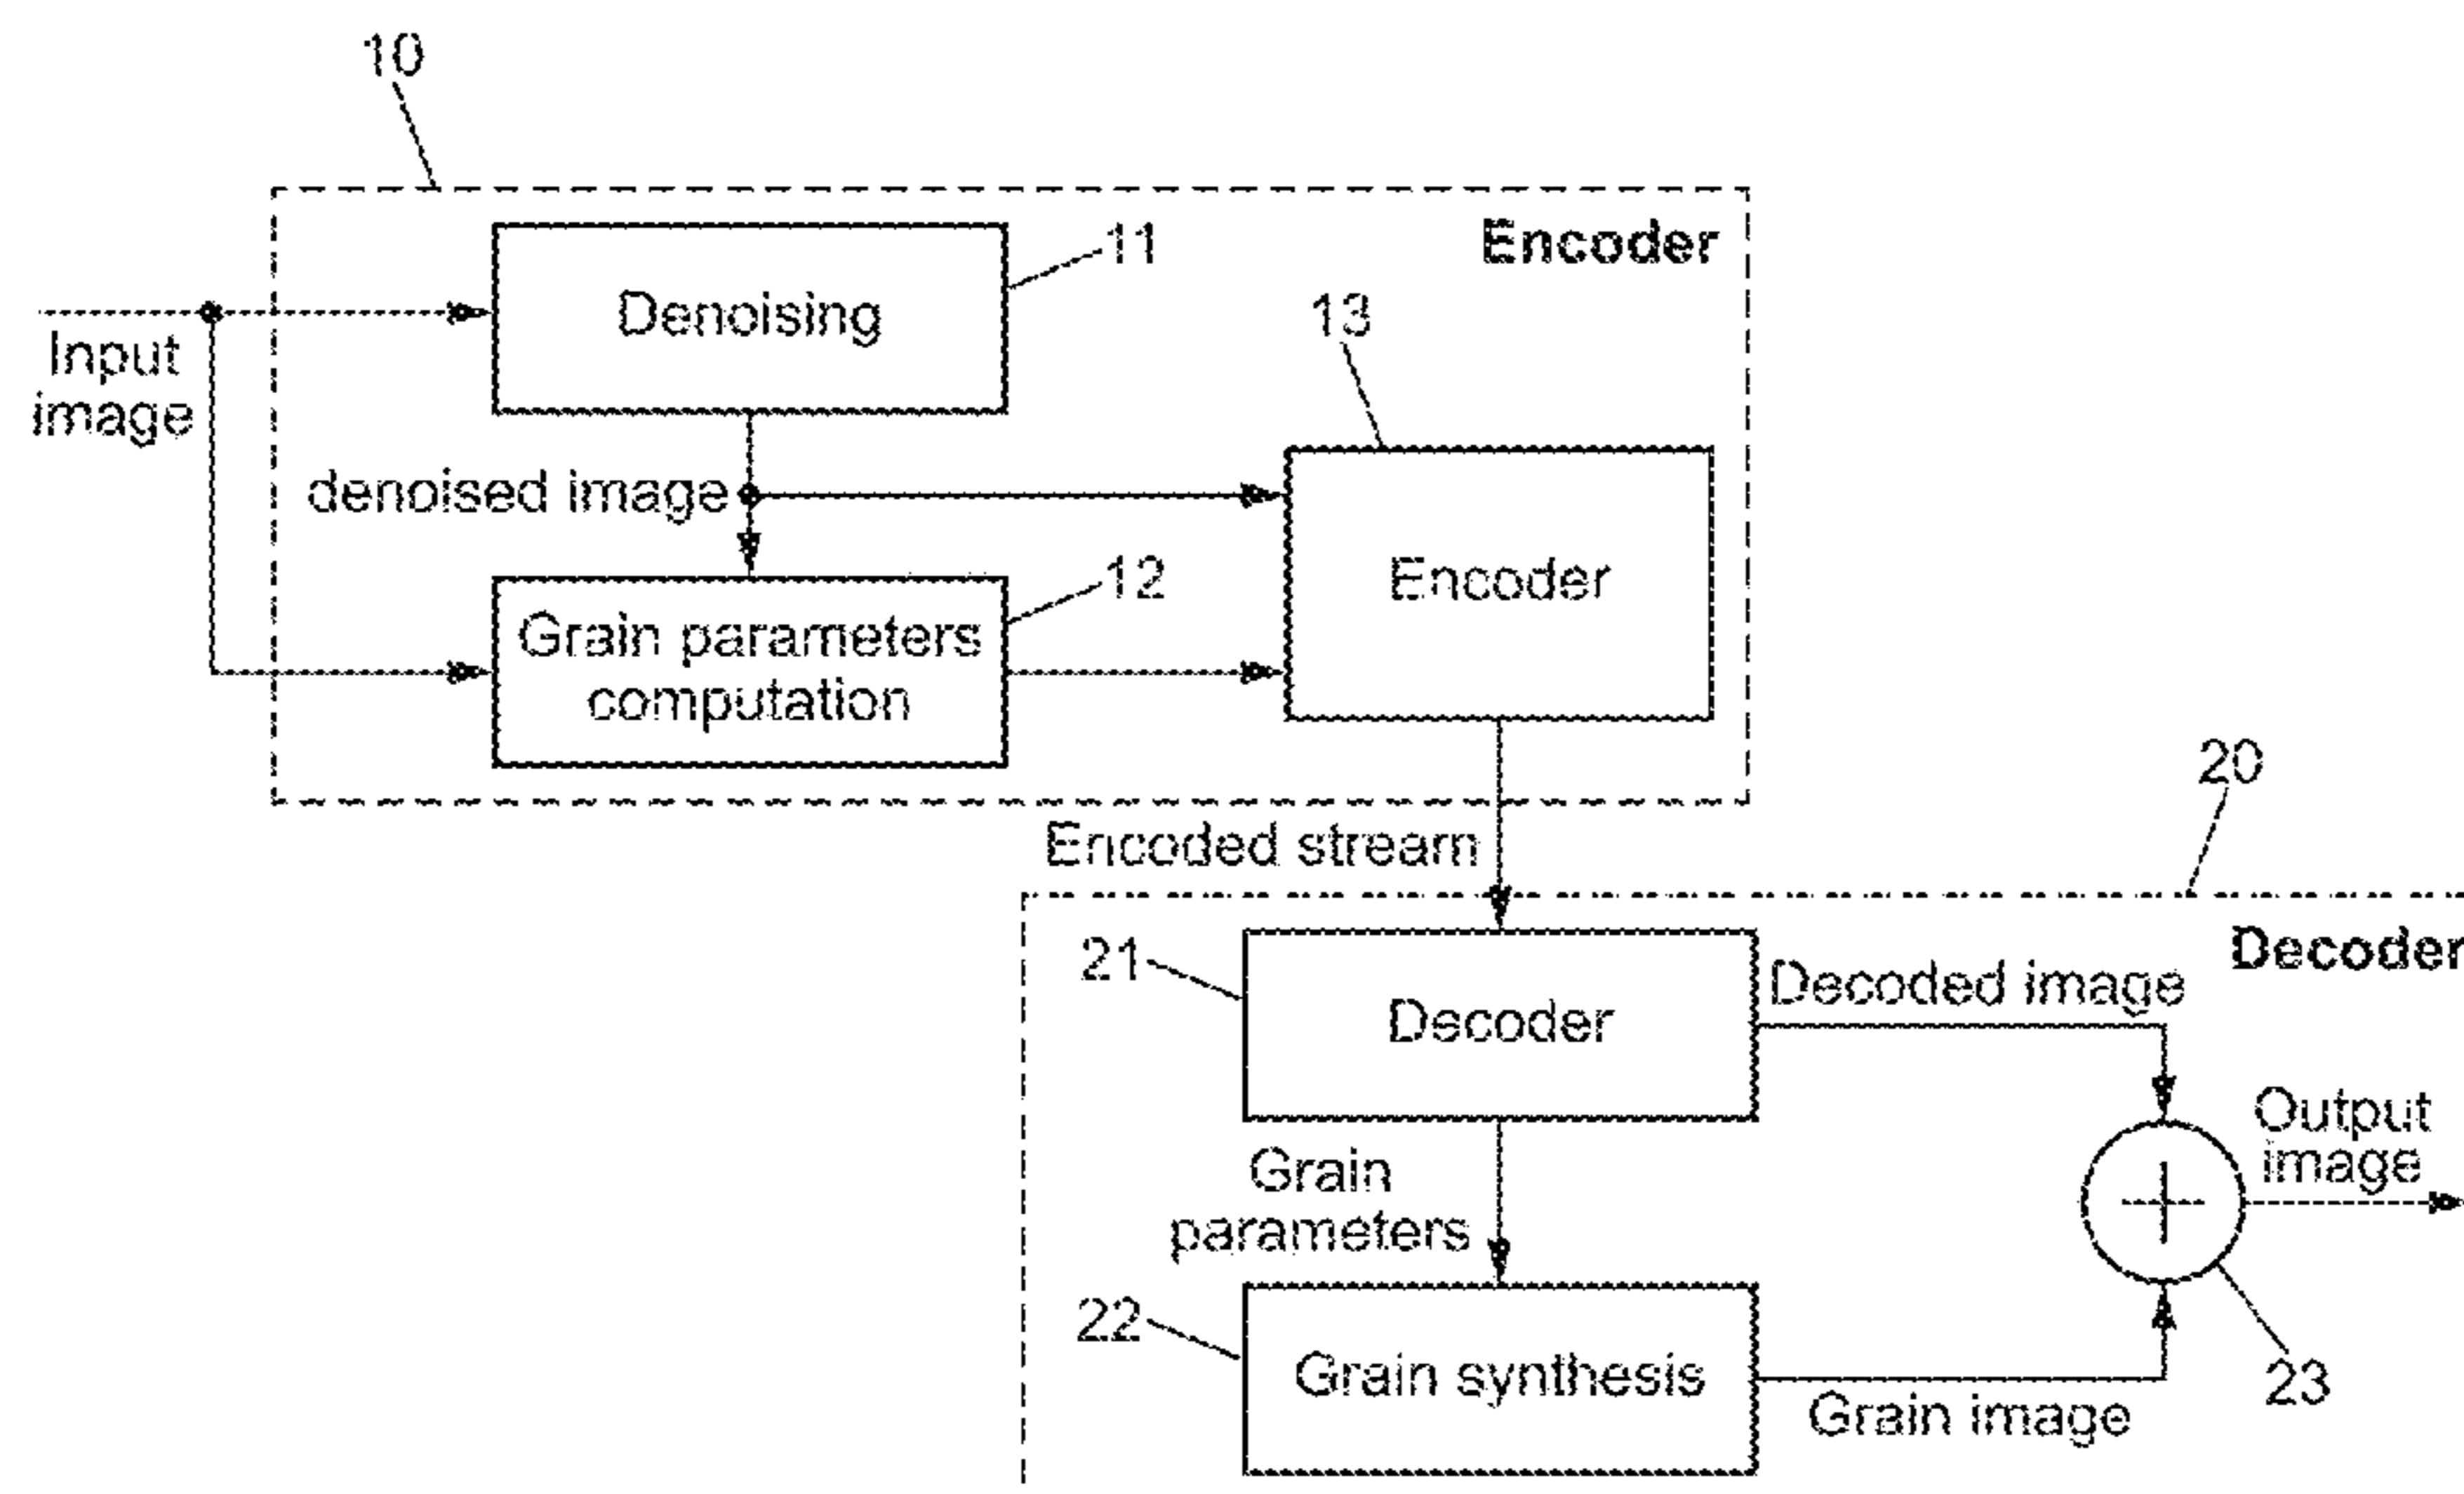 10
Encoder
11
Denoising
Input
image
13
denoised image
Encoder
12
Grain parameters
computation
20
Encoded stream
Decoder
21
Decoded image
Decoder
Output
image
Grain
parameters
22
Grain synthesis
23
Grain image